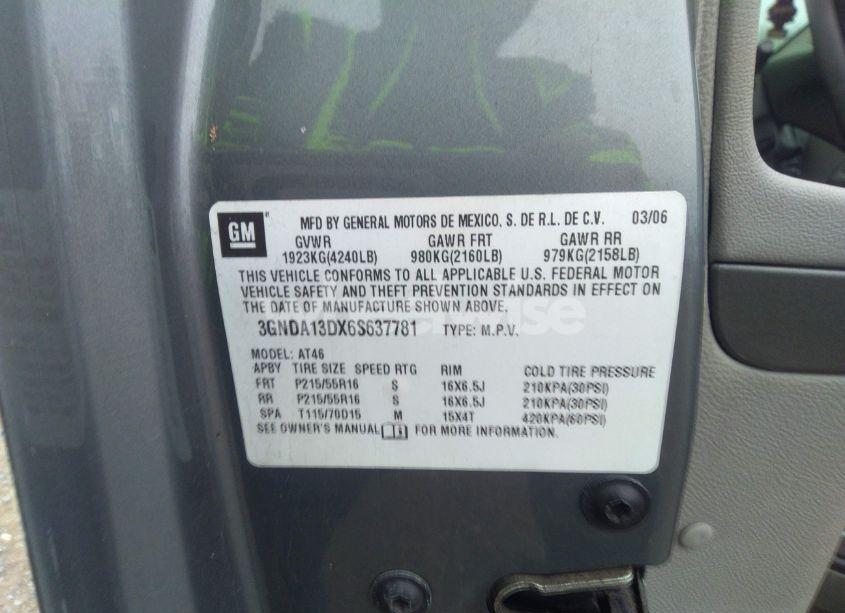 GM
MFD BY GENERAL MOTORS DE MEXICO, S. DE R.L. DE C.V. 03/06
GVWR GAWR FRT GAWR RR
1923KG(4240LB) 980KG(2160LB) 979KG(2158LB)
THIS VEHICLE CONFORMS TO ALL APPLICABLE U.S. FEDERAL MOTOR
VEHICLE SAFETY AND THEFT PREVENTION STANDARDS IN EFFECT ON
THE DATE OF MANUFACTURE SHOWN ABOVE.
3GNDA13DX6S637781 TYPE: M.P.V.
MODEL: AT46
APBY TIRE SIZE SPEED RTG RIM COLD TIRE PRESSURE
FRT P215/55R16 S 16X6.5J 210KPA(30PSI)
RR P215/55R16 S 16X6.5J 210KPA(30PSI)
SPA T115/70D15 M 15X4T 420KPA(60PSI)
SEE OWNER'S MANUAL FOR MORE INFORMATION.